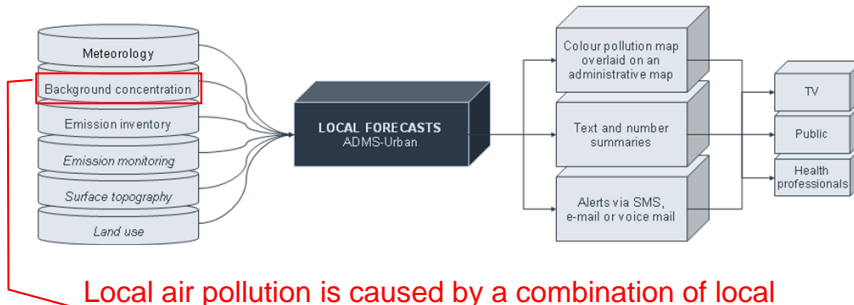 Meteorology
Background concentration
Emission inventory
Emission monitoring
Surface topography
Land use
LOCAL FORECASTS
ADMS-Urban
Colour pollution map
overlaid on an
administrative map
Text and number
summaries
Alerts via SMS,
e-mail or voice mail
TV
Public
Health
professionals
Local air pollution is caused by a combination of local